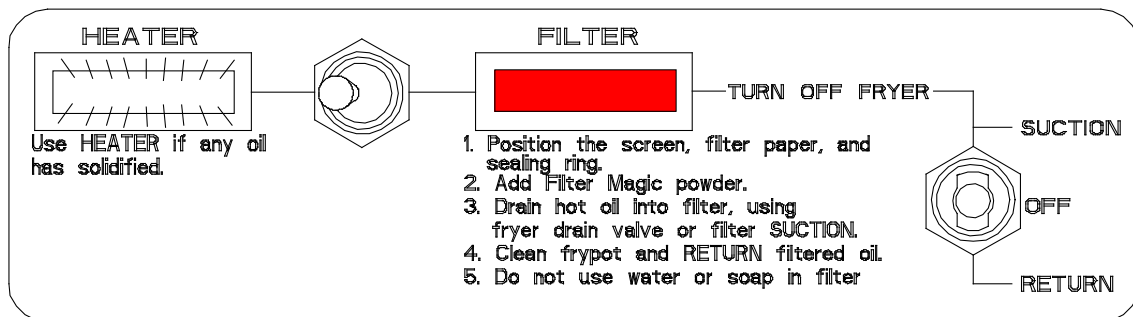 HEATER
Use HEATER if any oil
has solidified.
FILTER
1. Position the screen, filter paper, and
sealing ring.
2. Add Filter Magic powder.
3. Drain hot oil into filter, using
fryer drain valve or filter SUCTION.
4. Clean frypot and RETURN filtered oil.
5. Do not use water or soap in filter
TURN OFF FRYER
SUCTION
OFF
RETURN